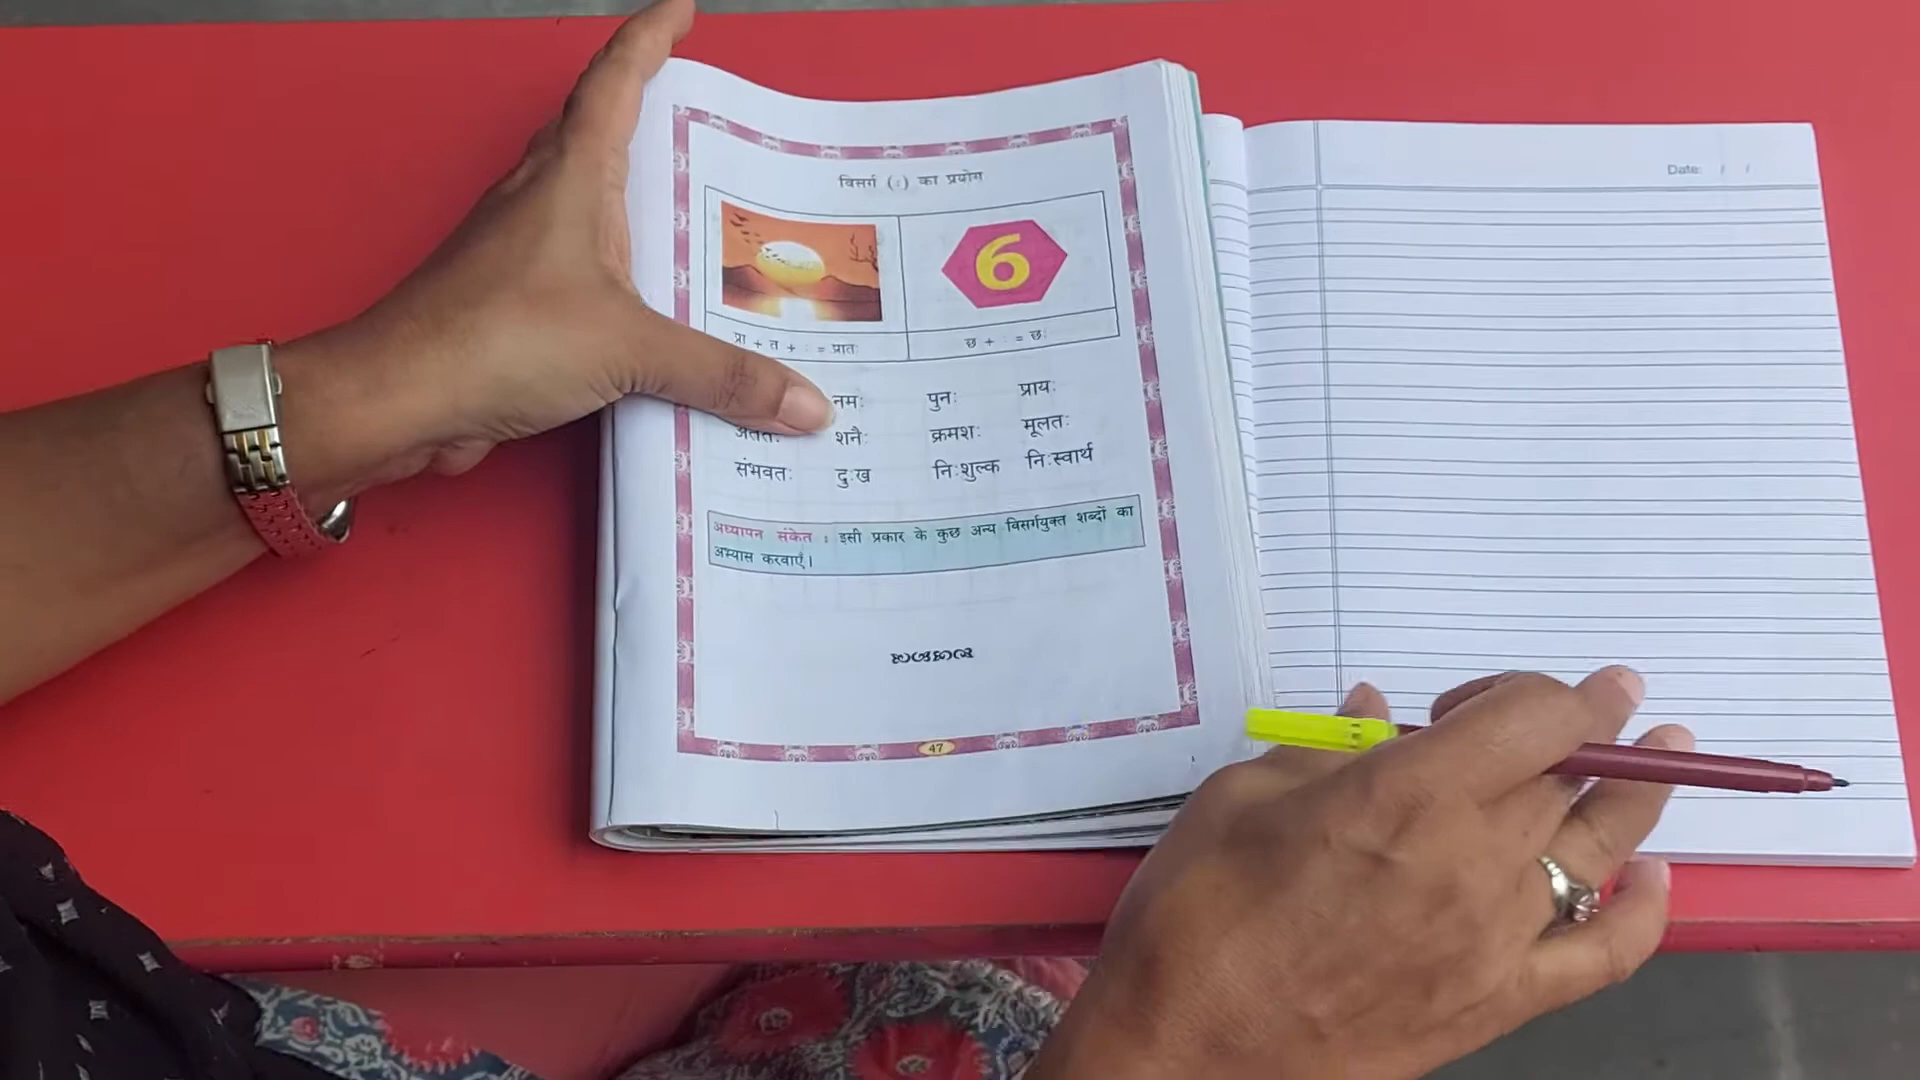 विसर्ग (:) का प्रयोग
6
प्रा + त + : = प्रातः
छ + : = छः
नमः पुनः प्रायः
शनैः क्रमशः मूलतः
संभवतः दुःख निःशुल्क निःस्वार्थ
अध्यापन संकेत : इसी प्रकार के कुछ अन्य विसर्गयुक्त शब्दों का
अभ्यास करवाएँ।
47
Date: / /